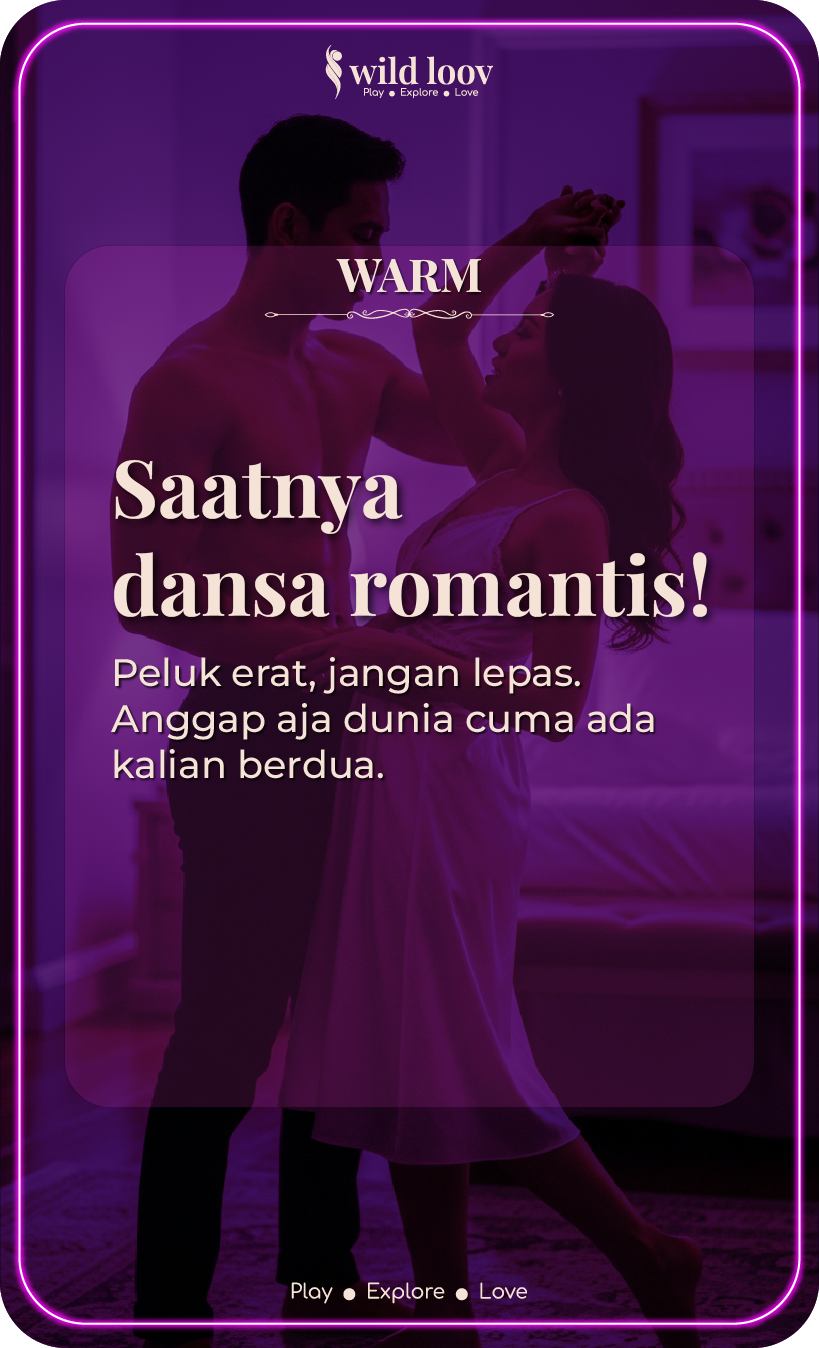 wild loov
Play • Explore • Love
WARM
Saatnya
dansa romantis!
Peluk erat, jangan lepas.
Anggap aja dunia cuma ada
kalian berdua.
Play • Explore • Love